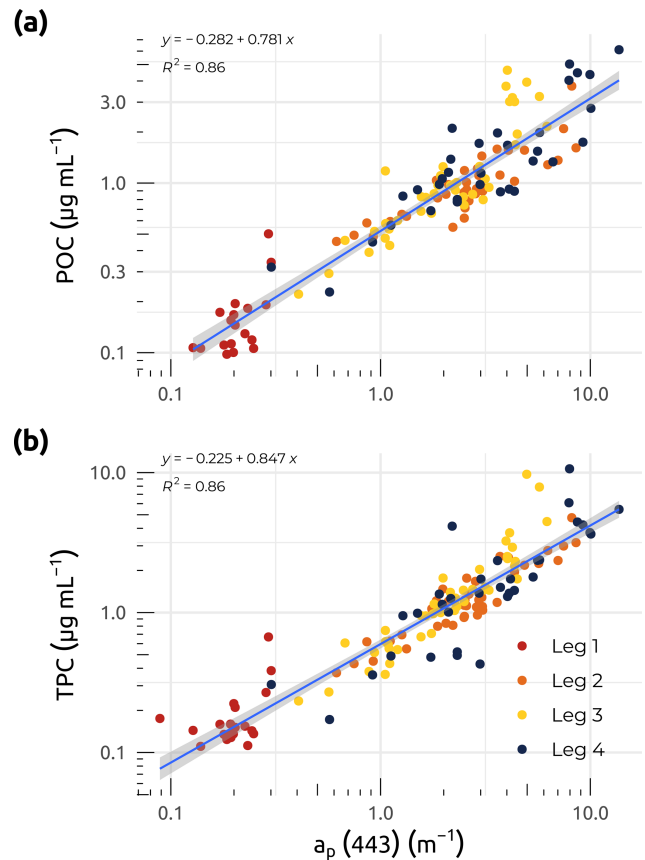 (a)
y = −0.282 + 0.781 x
R² = 0.86
3.0
1.0
0.3
0.1
POC (μg mL⁻¹)
0.1 1.0 10.0
(b)
y = −0.225 + 0.847 x
R² = 0.86
10.0
1.0
0.1
TPC (μg mL⁻¹)
Leg 1
Leg 2
Leg 3
Leg 4
0.1 1.0 10.0
aₚ (443) (m⁻¹)